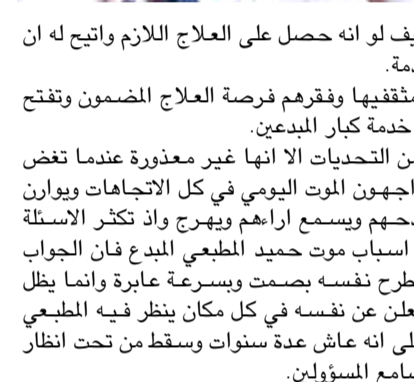 يف لو انه حصل على العلاج اللازم واتيح له ان
مة.
مثقفيها وفقرهم فرصة العلاج المضمون وتفتح
خدمة كبار المبدعين.
ن التحديات الا انها غير معذورة عندما تغض
اجهون الموت اليومي في كل الاتجاهات ويوارن
دحهم ويسمع اراءهم ويهرج واذ تكثر الاسئلة
اسباب موت حميد المطبعي المبدع فان الجواب
طرح نفسه بصمت وبسرعة عابرة وانما يظل
علن عن نفسه في كل مكان ينظر فيه المطبعي
لى انه عاش عدة سنوات وسقط من تحت انظار
سامع المسؤولين.